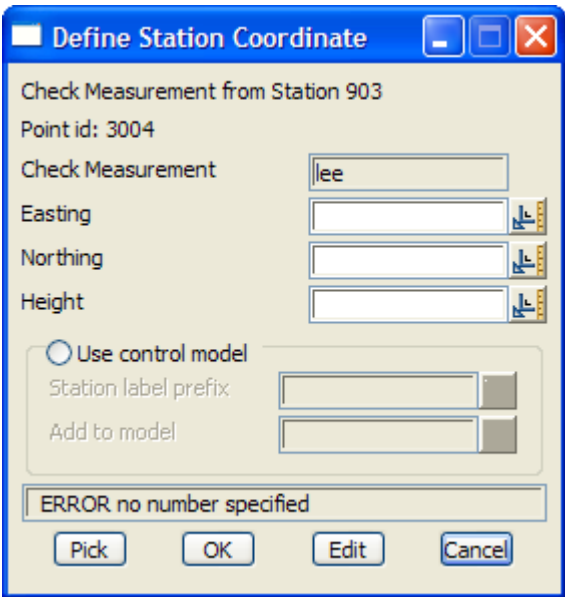 Define Station Coordinate
Check Measurement from Station 903
Point id: 3004
Check Measurement lee
Easting
Northing
Height
Use control model
Station label prefix
Add to model
ERROR no number specified
Pick OK Edit Cancel